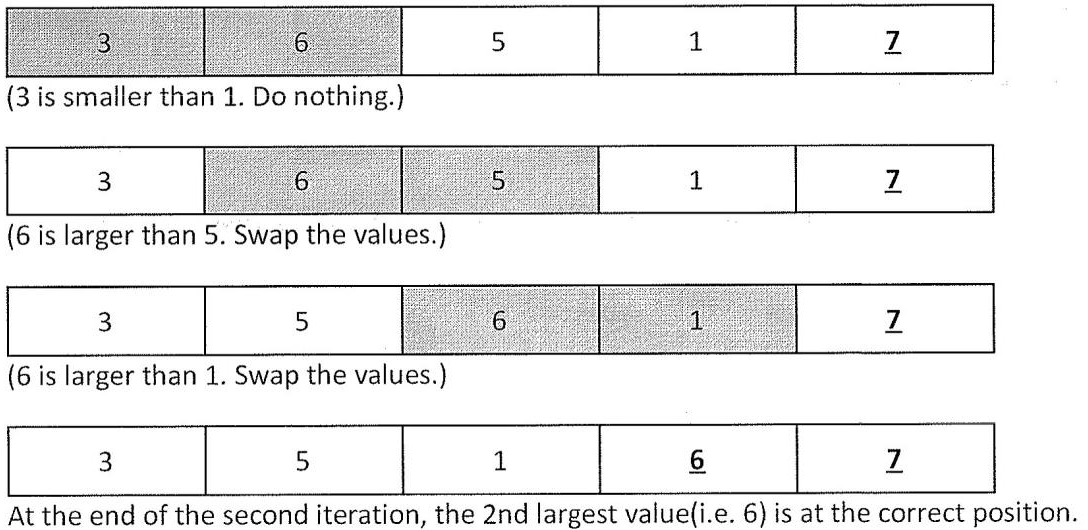 3 6 5 1 7
(3 is smaller than 1. Do nothing.)
3 6 5 1 7
(6 is larger than 5. Swap the values.)
3 5 6 1 7
(6 is larger than 1. Swap the values.)
3 5 1 6 7
At the end of the second iteration, the 2nd largest value(i.e. 6) is at the correct position.